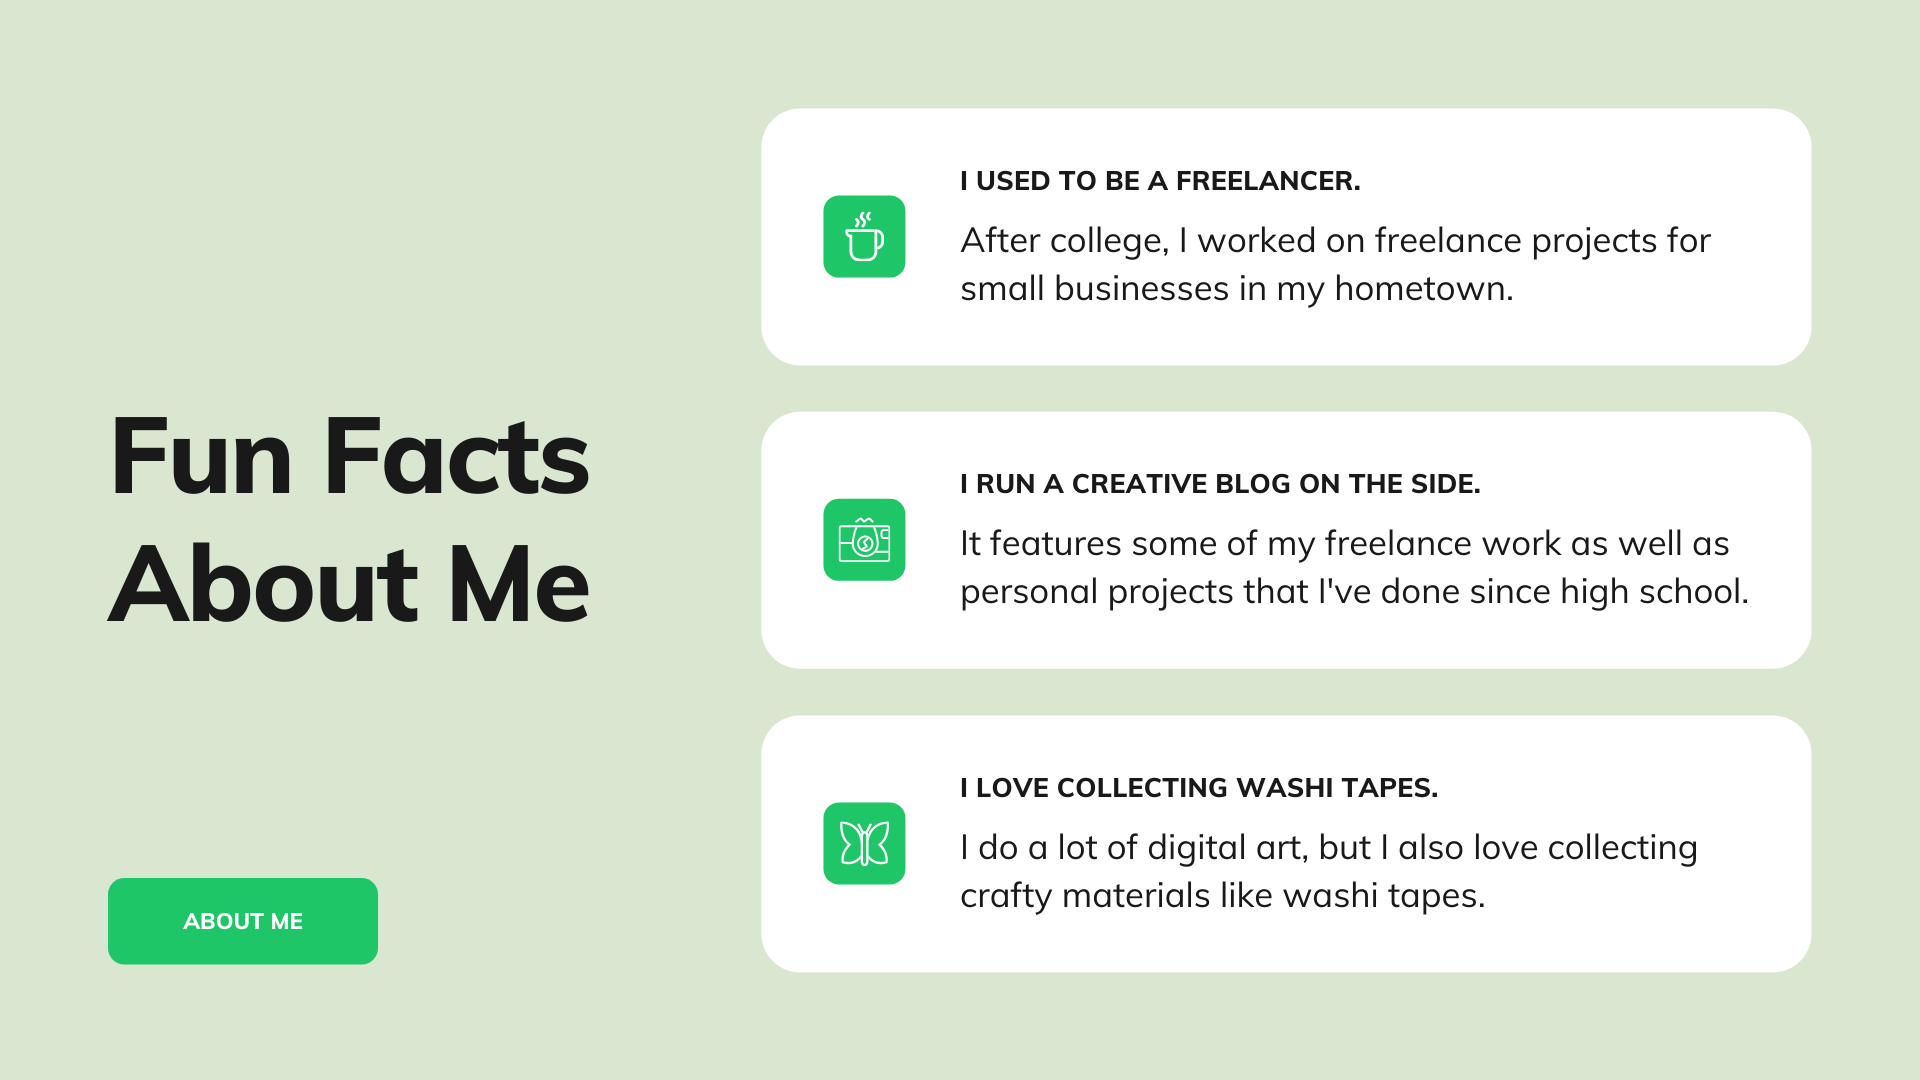 Fun Facts
About Me
ABOUT ME
I USED TO BE A FREELANCER.
After college, I worked on freelance projects for
small businesses in my hometown.
I RUN A CREATIVE BLOG ON THE SIDE.
It features some of my freelance work as well as
personal projects that I've done since high school.
I LOVE COLLECTING WASHI TAPES.
I do a lot of digital art, but I also love collecting
crafty materials like washi tapes.